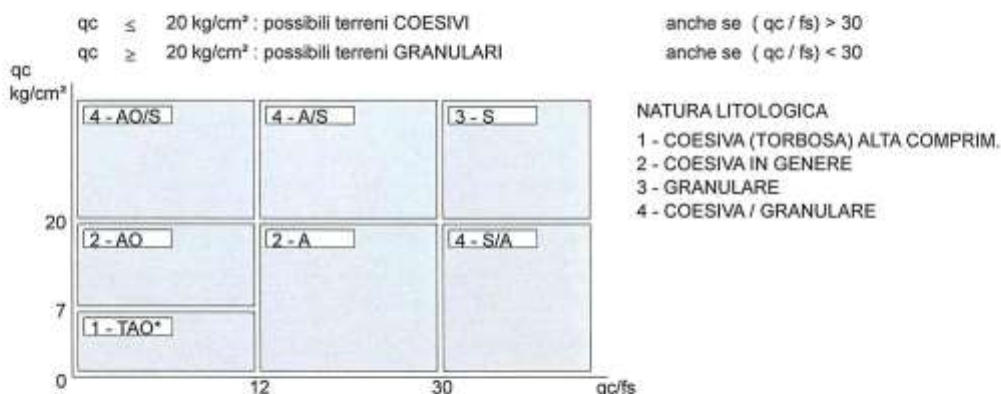 qc ≤ 20 kg/cm² : possibili terreni COESIVI anche se ( qc / fs) > 30
qc ≥ 20 kg/cm² : possibili terreni GRANULARI anche se ( qc / fs) < 30
qc
kg/cm²
4 - AO/S 4 - A/S 3 - S
20
2 - AO 2 - A 4 - S/A
7
1 - TAO*
0 12 30 qc/fs
NATURA LITOLOGICA
1 - COESIVA (TORBOSA) ALTA COMPRIM.
2 - COESIVA IN GENERE
3 - GRANULARE
4 - COESIVA / GRANULARE